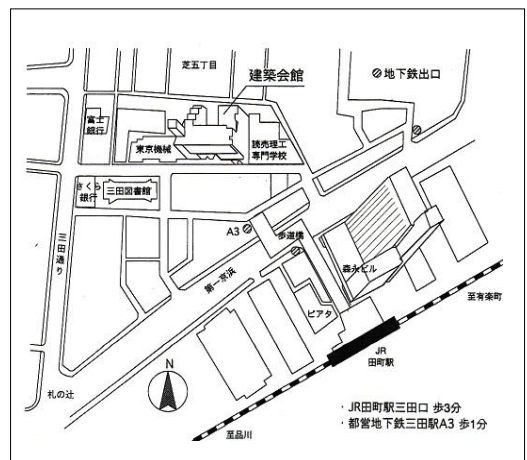 芝五丁目
建築会館
地下鉄出口
富士
銀行
東京機械
読売理工
専門学校
さくら
銀行
三田図書館
三田通り
A3
歩道橋
第一京浜
森永ビル
ピアタ
至有楽町
N
JR
田町駅
札の辻
至品川
・JR田町駅三田口 歩3分
・都営地下鉄三田駅A3 歩1分